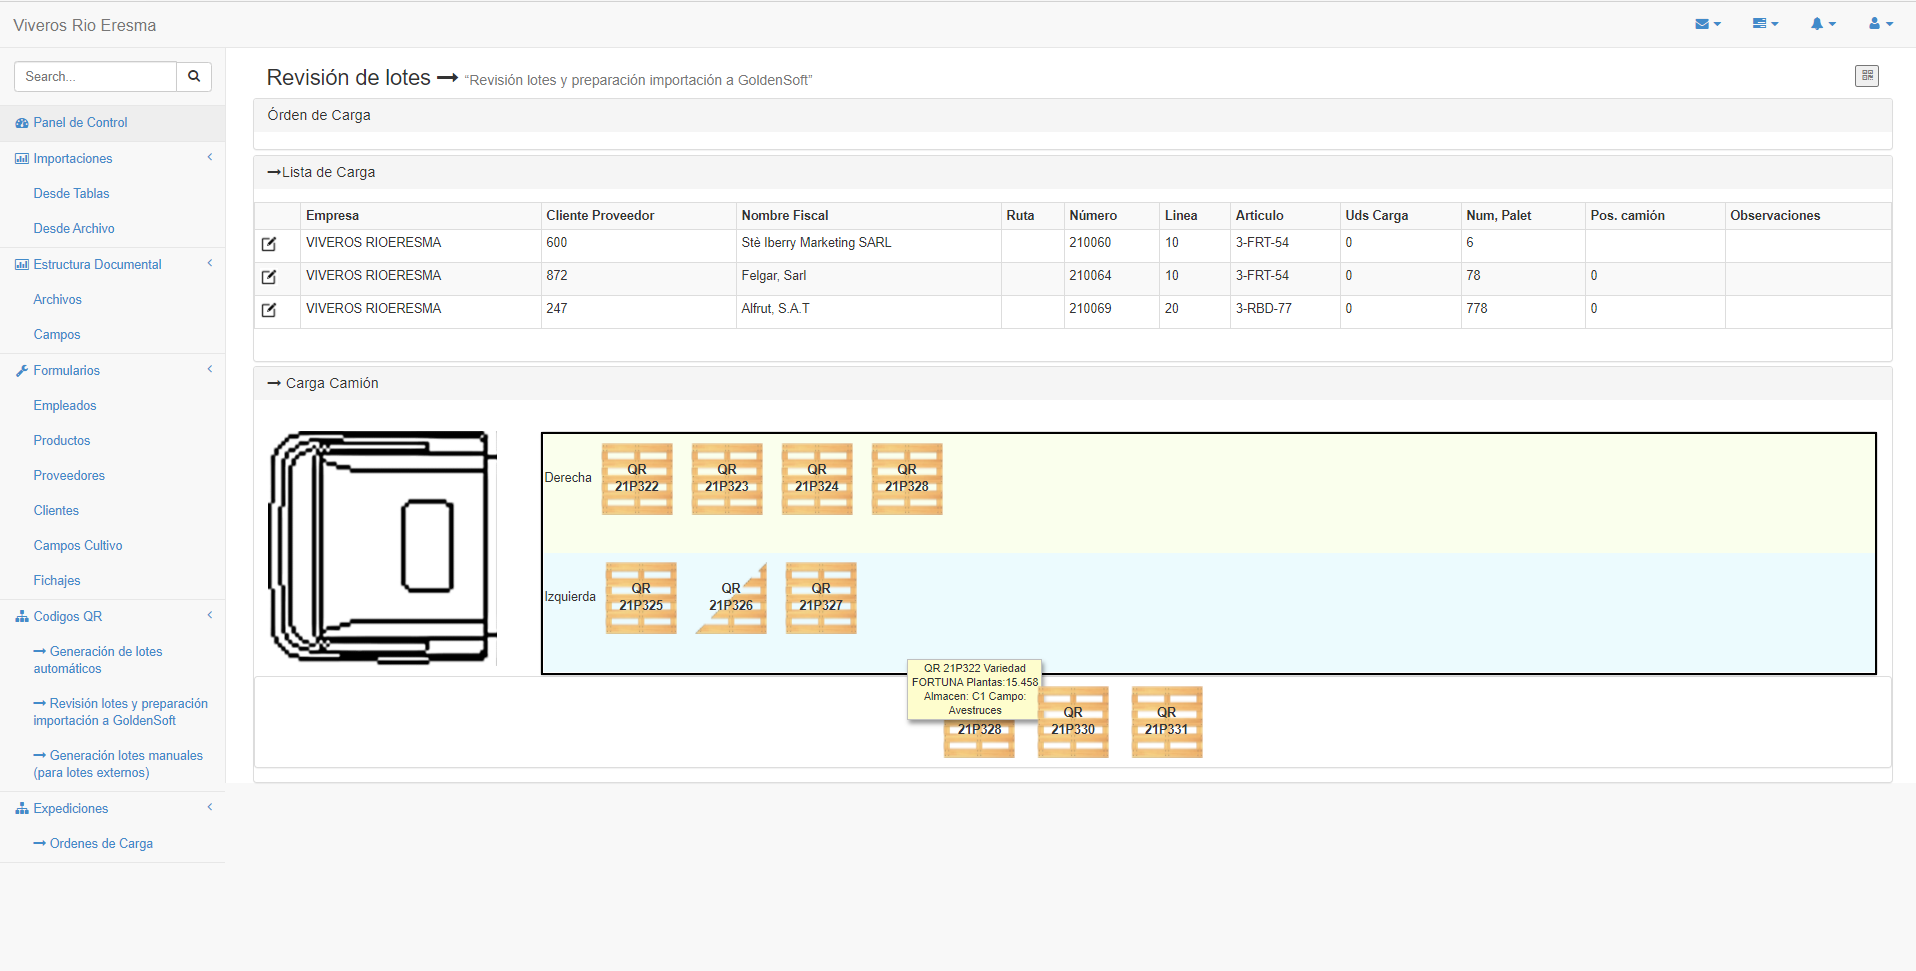 Viveros Rio Eresma
Search...
Panel de Control
Importaciones
Desde Tablas
Desde Archivo
Estructura Documental
Archivos
Campos
Formularios
Empleados
Productos
Proveedores
Clientes
Campos Cultivo
Fichajes
Codigos QR
Generación de lotes
automáticos
Revisión lotes y preparación
importación a GoldenSoft
Generación lotes manuales
(para lotes externos)
Expediciones
Ordenes de Carga
Revisión de lotes “Revisión lotes y preparación importación a GoldenSoft”
Órden de Carga
Lista de Carga
Empresa Cliente Proveedor Nombre Fiscal Ruta Número Linea Articulo Uds Carga Num, Palet Pos. camión Observaciones
VIVEROS RIOERESMA 600 Stè Iberry Marketing SARL 210060 10 3-FRT-54 0 6
VIVEROS RIOERESMA 872 Felgar, Sarl 210064 10 3-FRT-54 0 78 0
VIVEROS RIOERESMA 247 Alfrut, S.A.T 210069 20 3-RBD-77 0 778 0
Carga Camión
Derecha
QR
21P322
QR
21P323
QR
21P324
QR
21P328
Izquierda
QR
21P325
QR
21P326
QR
21P327
QR 21P322 Variedad
FORTUNA Plantas:15.458
Almacen: C1 Campo:
Avestruces
21P328
QR
21P330
QR
21P331